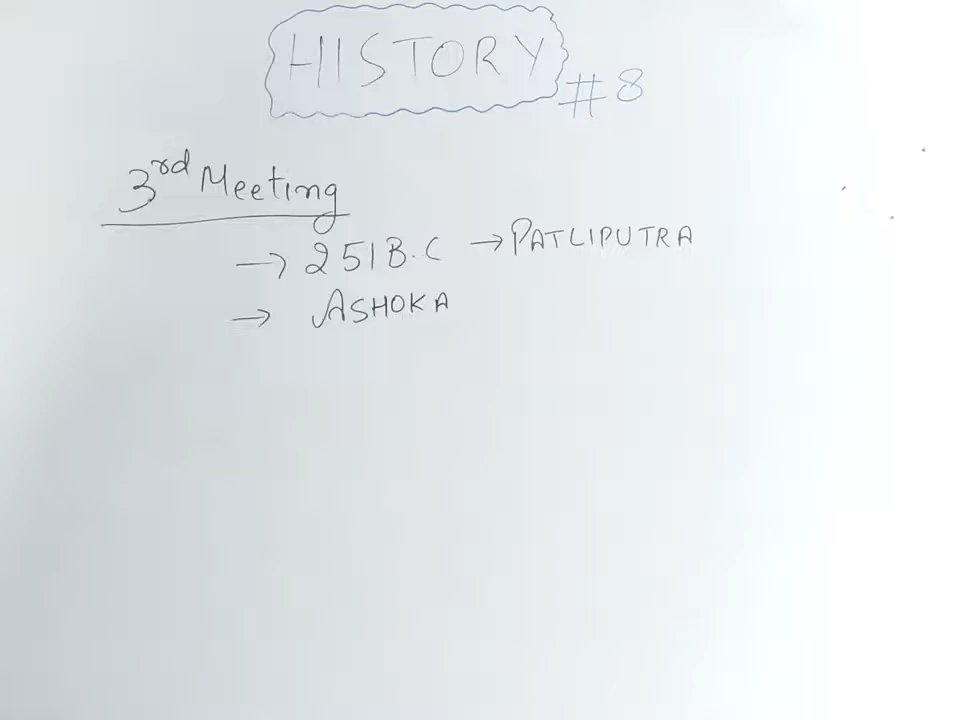 HISTORY #8
3rd Meeting
→ 251 B.C → PATLIPUTRA
→ ASHOKA